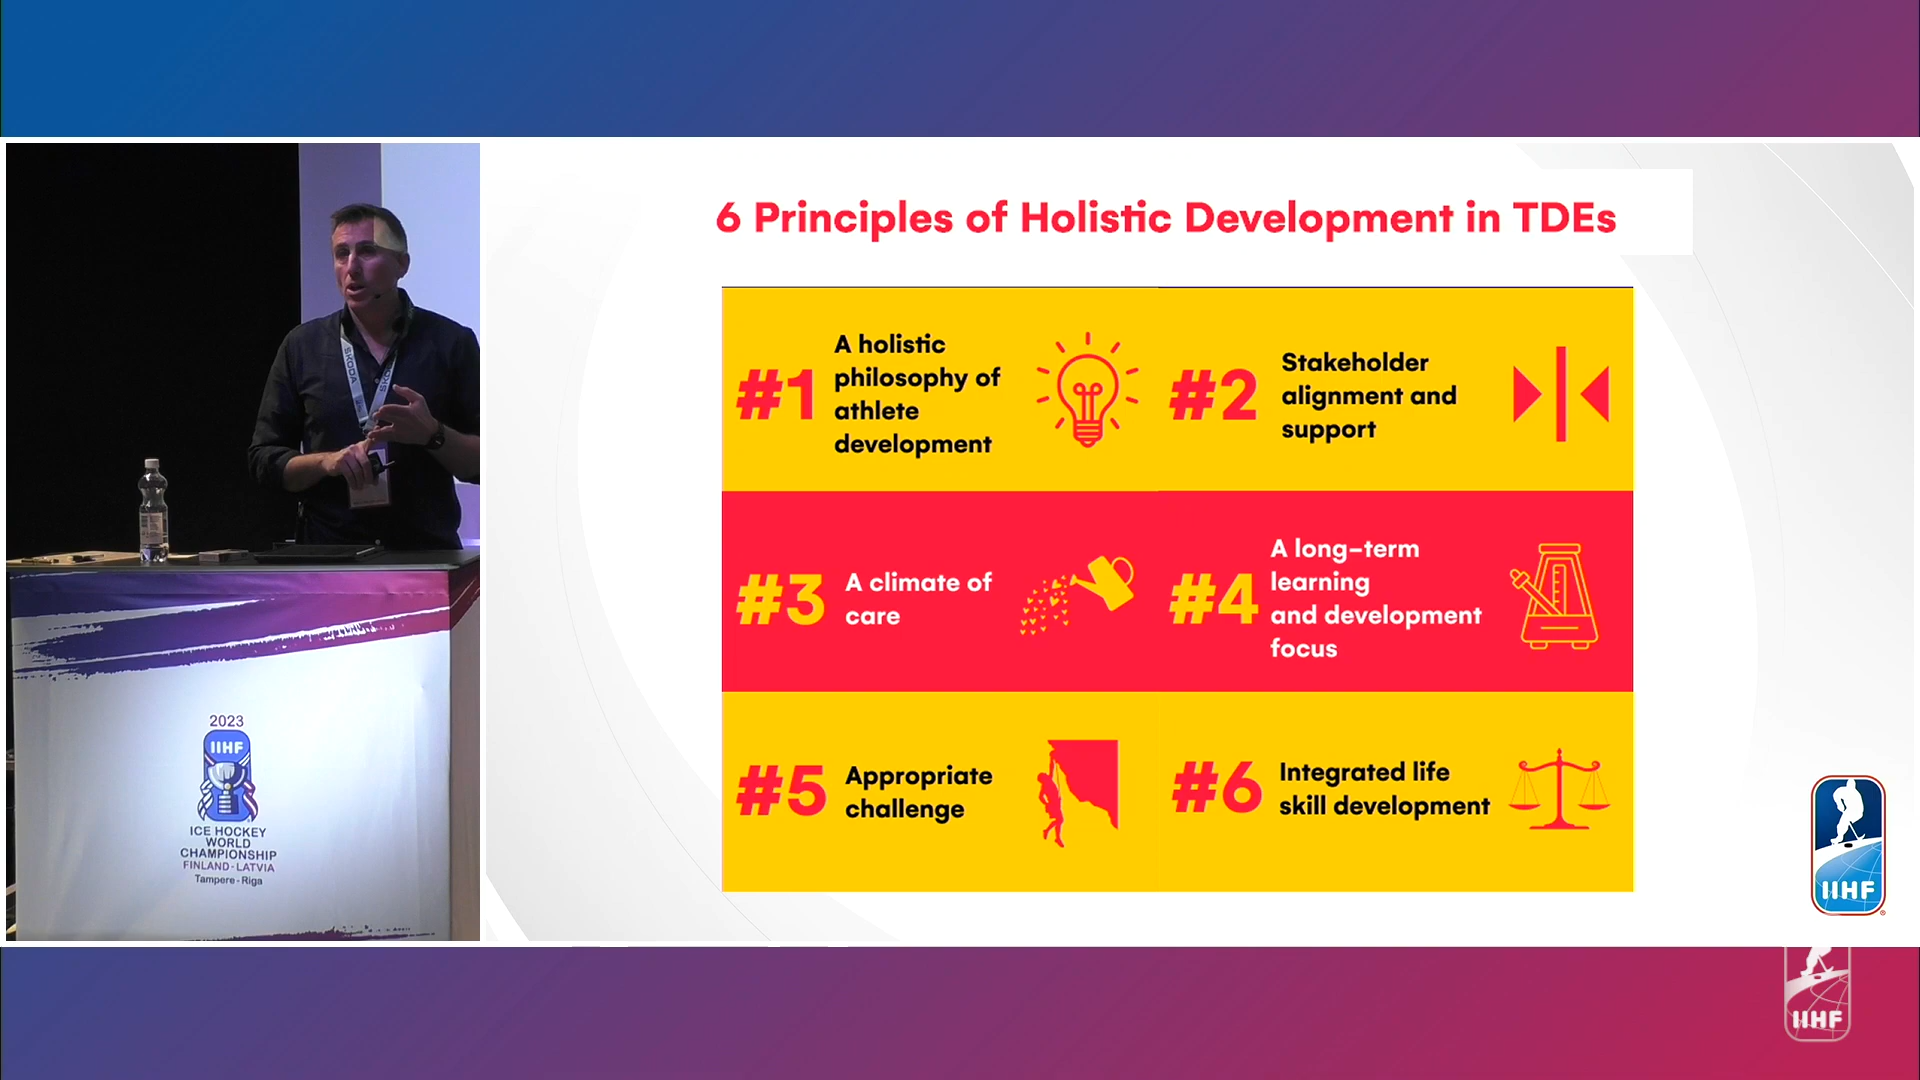 6 Principles of Holistic Development in TDEs
#1
A holistic
philosophy of
athlete
development
#2
Stakeholder
alignment and
support
#3
A climate of
care
#4
A long-term
learning
and development
focus
#5
Appropriate
challenge
#6
Integrated life
skill development
ŠKODA
2023
IIHF
ICE HOCKEY
WORLD
CHAMPIONSHIP
FINLAND - LATVIA
Tampere - Riga
IIHF
®
IIHF